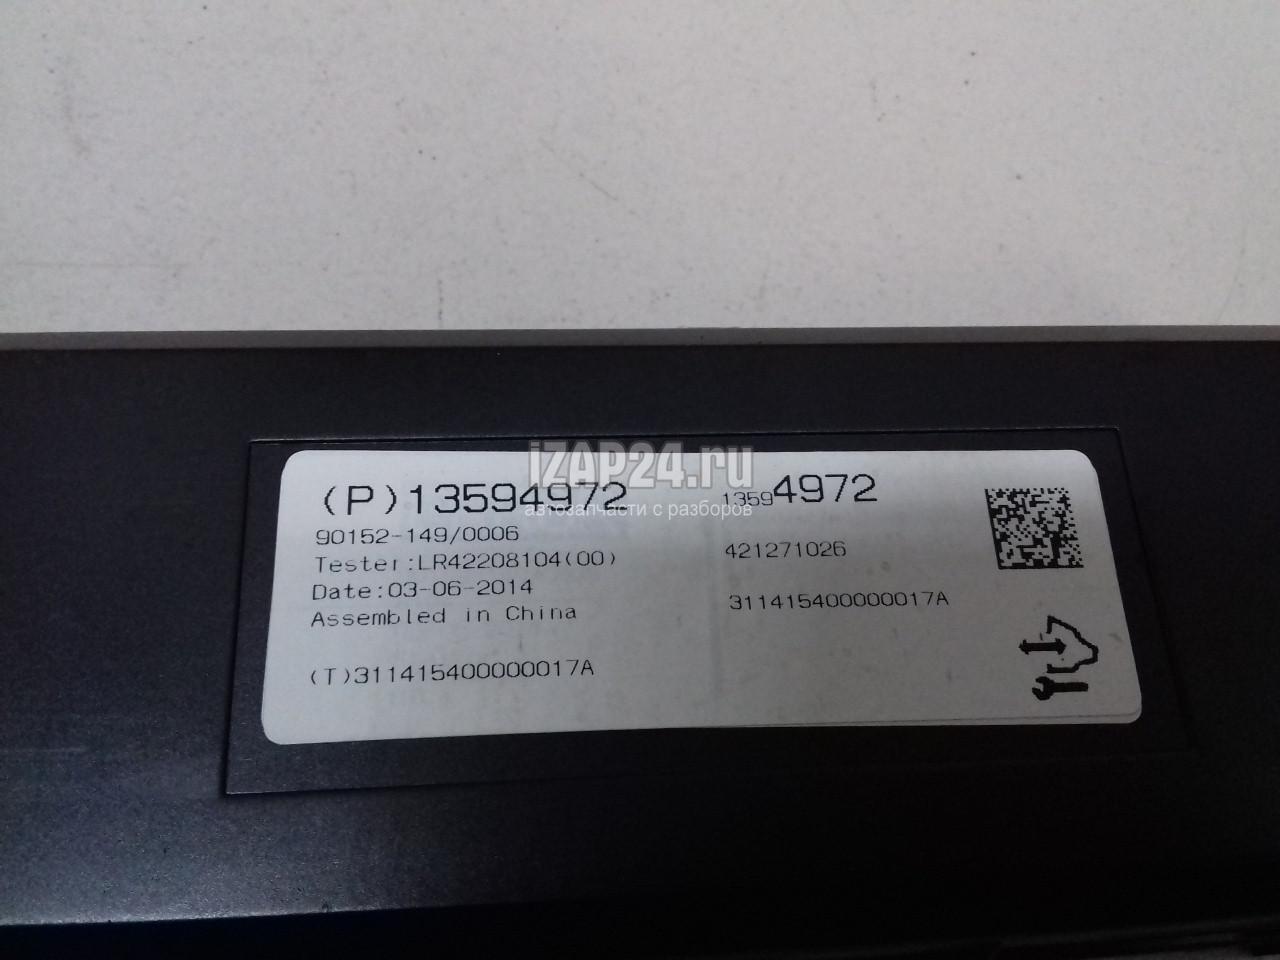 iZAP24.ru
автозапчасти с разборов
(P)13594972
90152-149/0006
Tester:LR42208104(00)
Date:03-06-2014
Assembled in China
(T)311415400000017A
13594972
421271026
311415400000017A